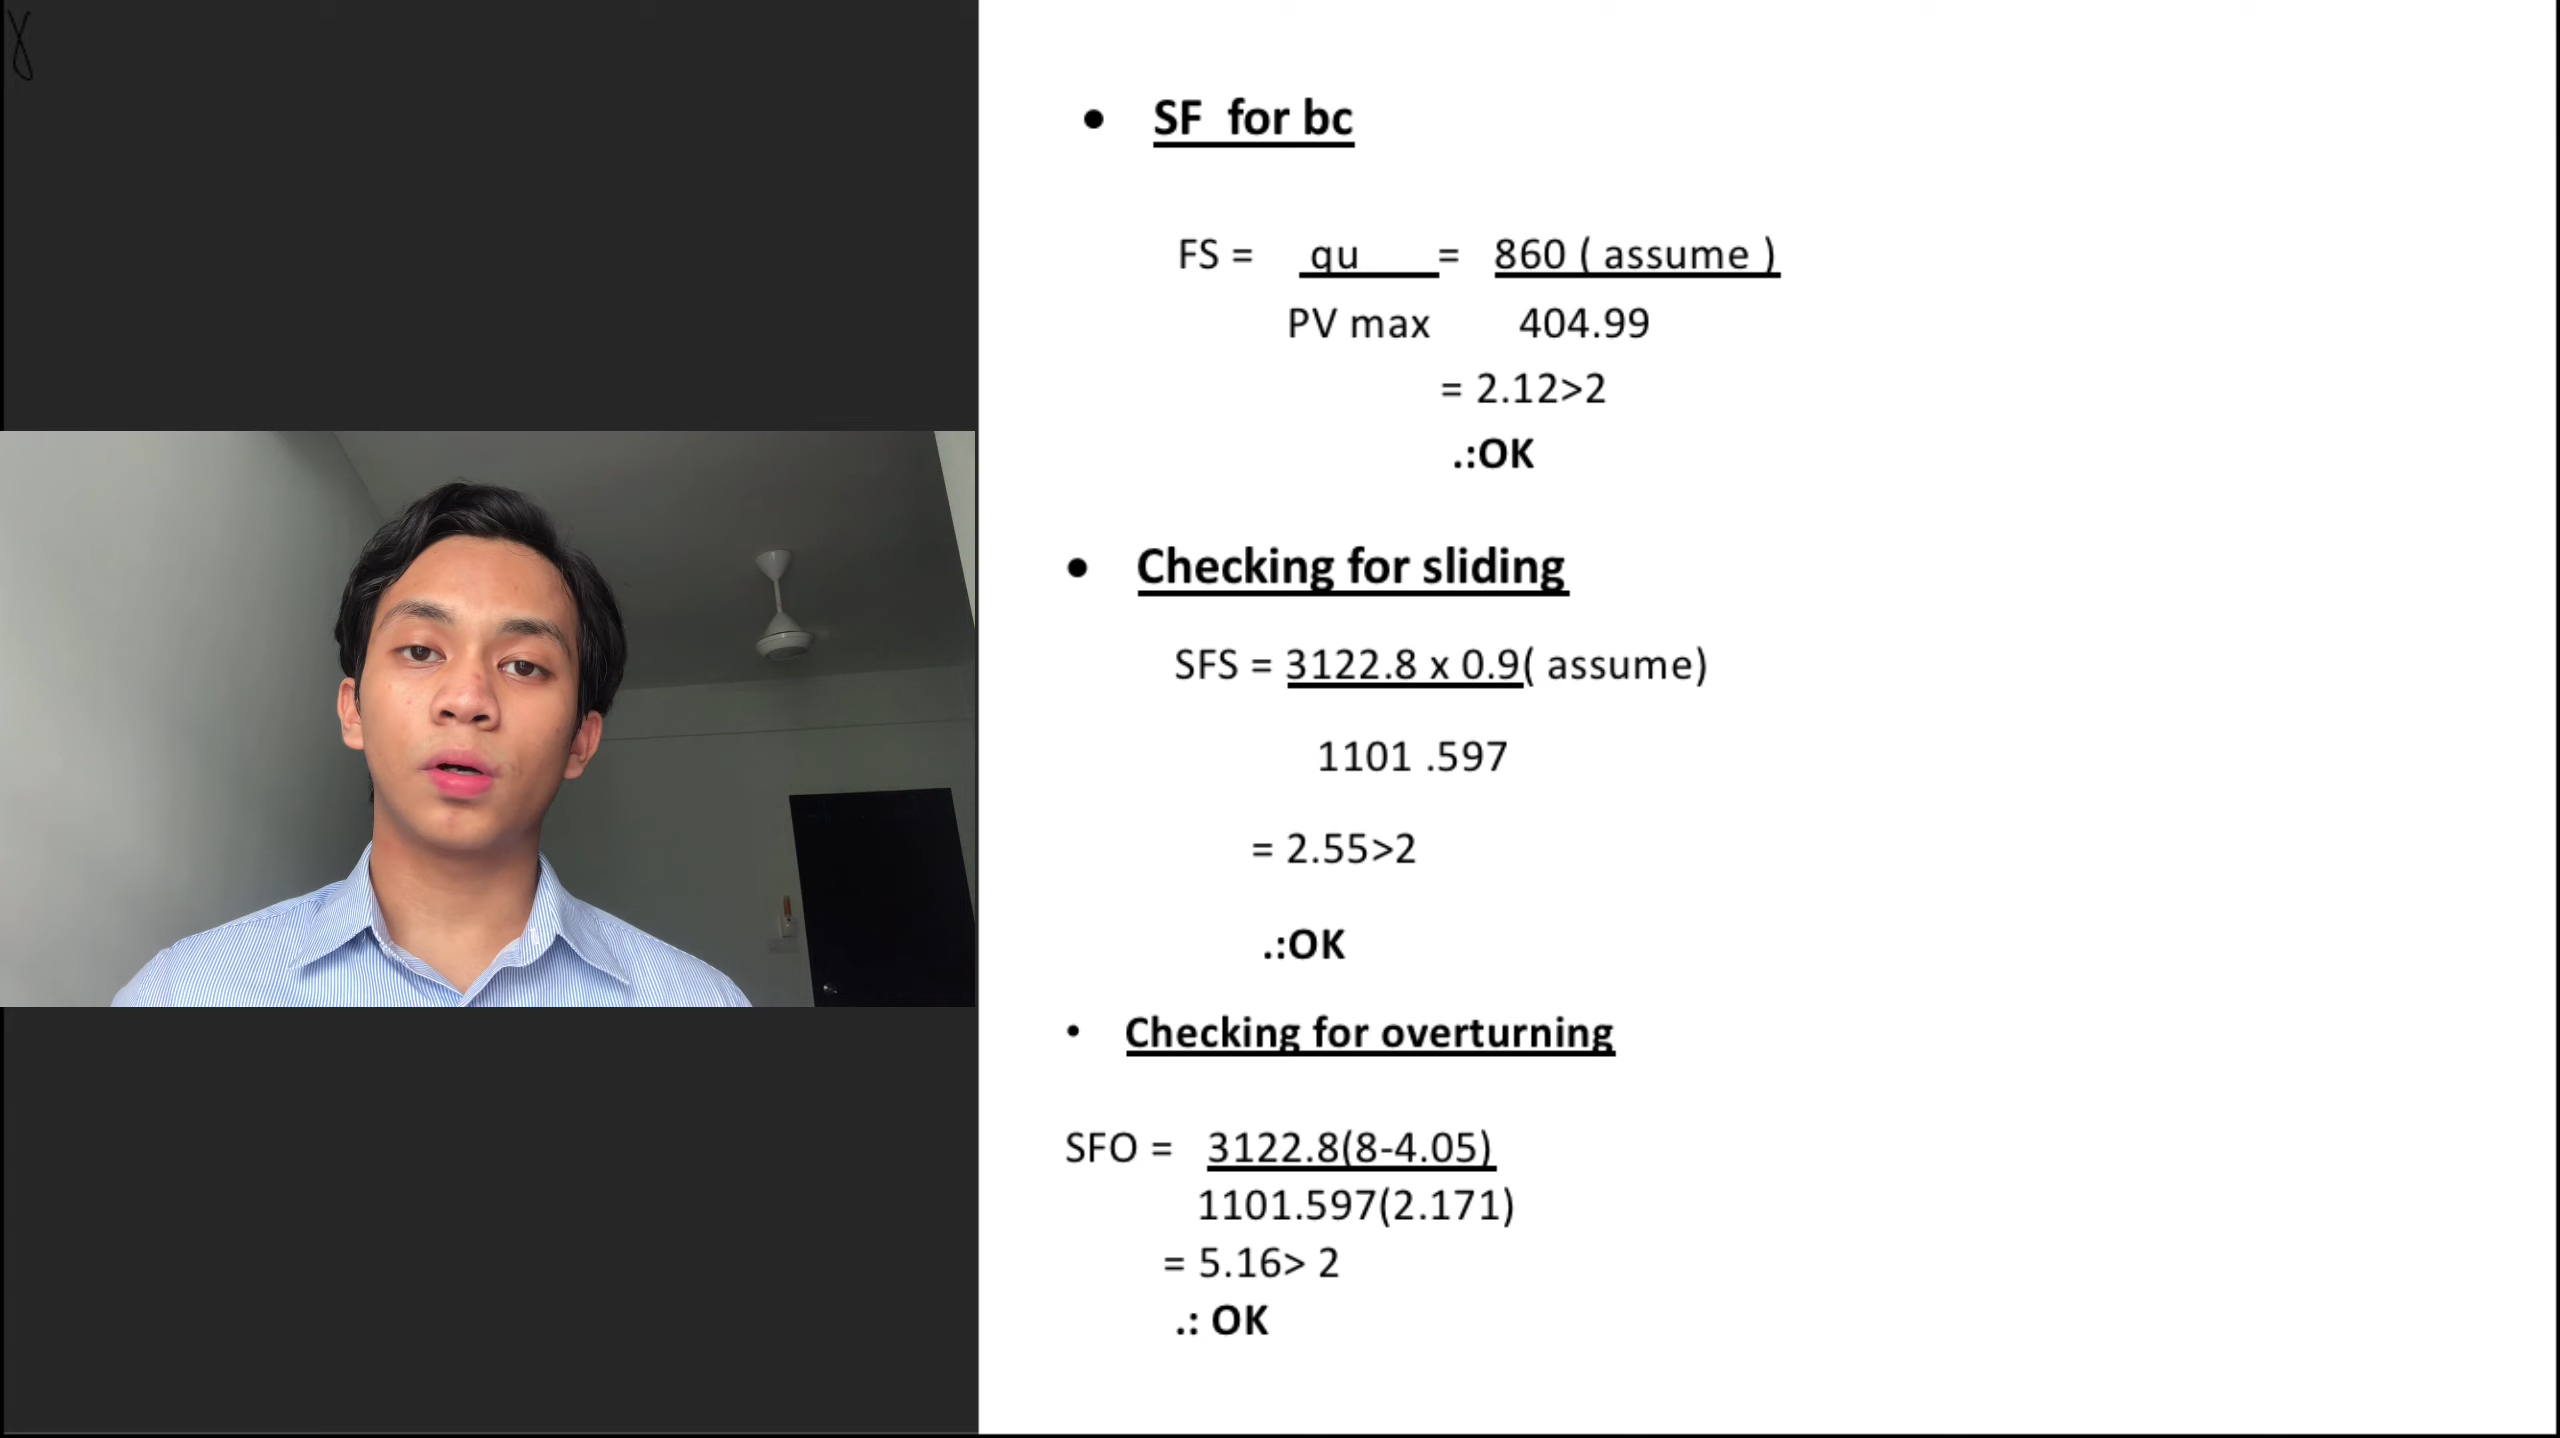 • SF for bc
FS = qu = 860 ( assume )
PV max 404.99
= 2.12>2
.:OK
• Checking for sliding
SFS = 3122.8 x 0.9( assume)
1101 .597
= 2.55>2
.:OK
• Checking for overturning
SFO = 3122.8(8-4.05)
1101.597(2.171)
= 5.16> 2
.: OK